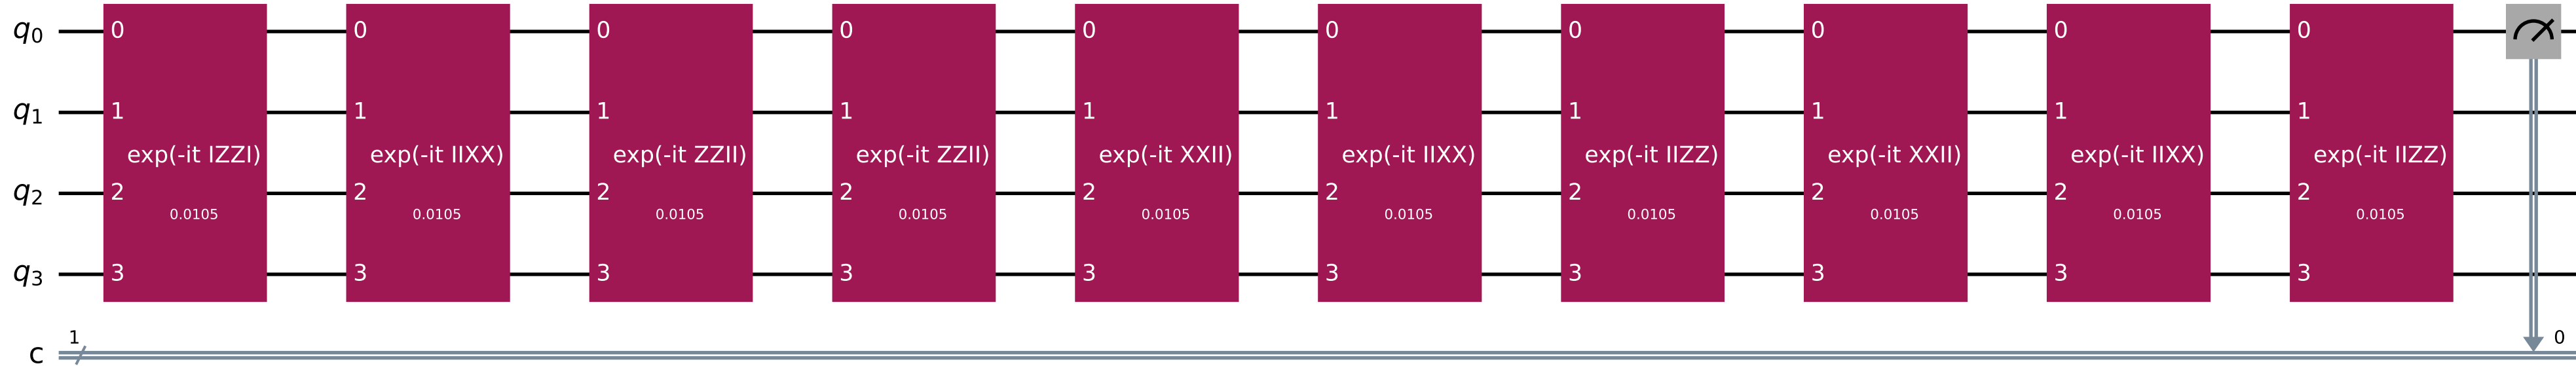 q0 0 0 0 0 0 0 0 0 0 0
q1 1 1 1 1 1 1 1 1 1 1
exp(-it IZZI) exp(-it IIXX) exp(-it ZZII) exp(-it ZZII) exp(-it XXII) exp(-it IIXX) exp(-it IIZZ) exp(-it XXII) exp(-it IIXX) exp(-it IIZZ)
q2 2 2 2 2 2 2 2 2 2 2
0.0105 0.0105 0.0105 0.0105 0.0105 0.0105 0.0105 0.0105 0.0105 0.0105
q3 3 3 3 3 3 3 3 3 3 3
1 0
c